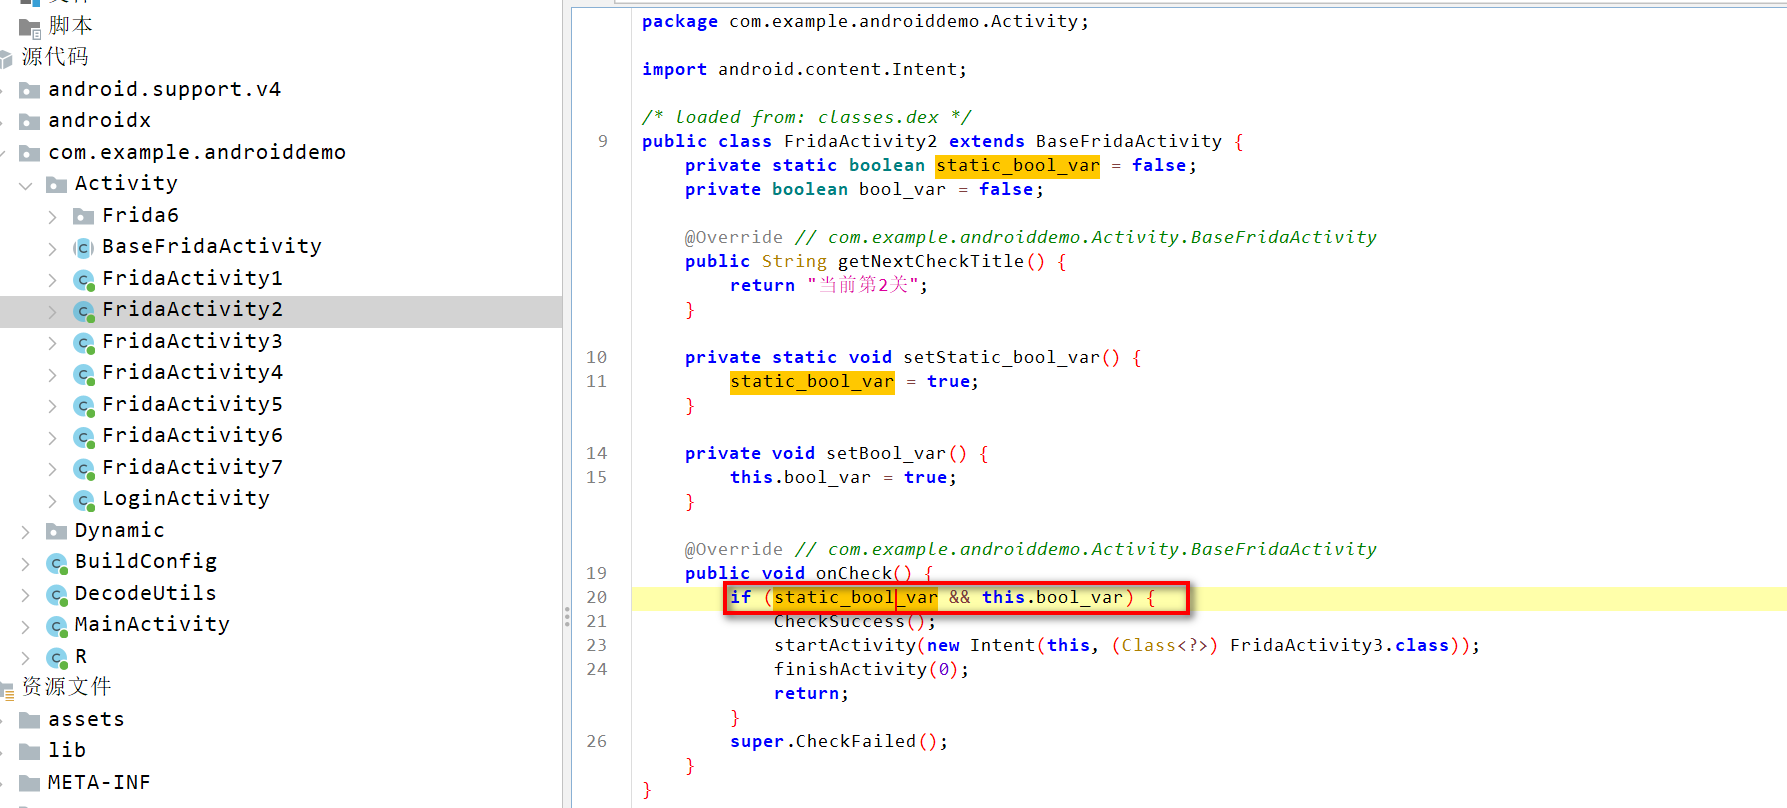 脚本
源代码
android.support.v4
androidx
com.example.androiddemo
Activity
Frida6
BaseFridaActivity
FridaActivity1
FridaActivity2
FridaActivity3
FridaActivity4
FridaActivity5
FridaActivity6
FridaActivity7
LoginActivity
Dynamic
BuildConfig
DecodeUtils
MainActivity
R
资源文件
assets
lib
META-INF
package com.example.androiddemo.Activity;
import android.content.Intent;
/* loaded from: classes.dex */
9 public class FridaActivity2 extends BaseFridaActivity {
private static boolean static_bool_var = false;
private boolean bool_var = false;
@Override // com.example.androiddemo.Activity.BaseFridaActivity
public String getNextCheckTitle() {
return "当前第2关";
}
10 private static void setStatic_bool_var() {
11 static_bool_var = true;
}
14 private void setBool_var() {
15 this.bool_var = true;
}
@Override // com.example.androiddemo.Activity.BaseFridaActivity
19 public void onCheck() {
20 if (static_bool_var && this.bool_var) {
21 CheckSuccess();
23 startActivity(new Intent(this, (Class<?>) FridaActivity3.class));
24 finishActivity(0);
return;
}
26 super.CheckFailed();
}
}